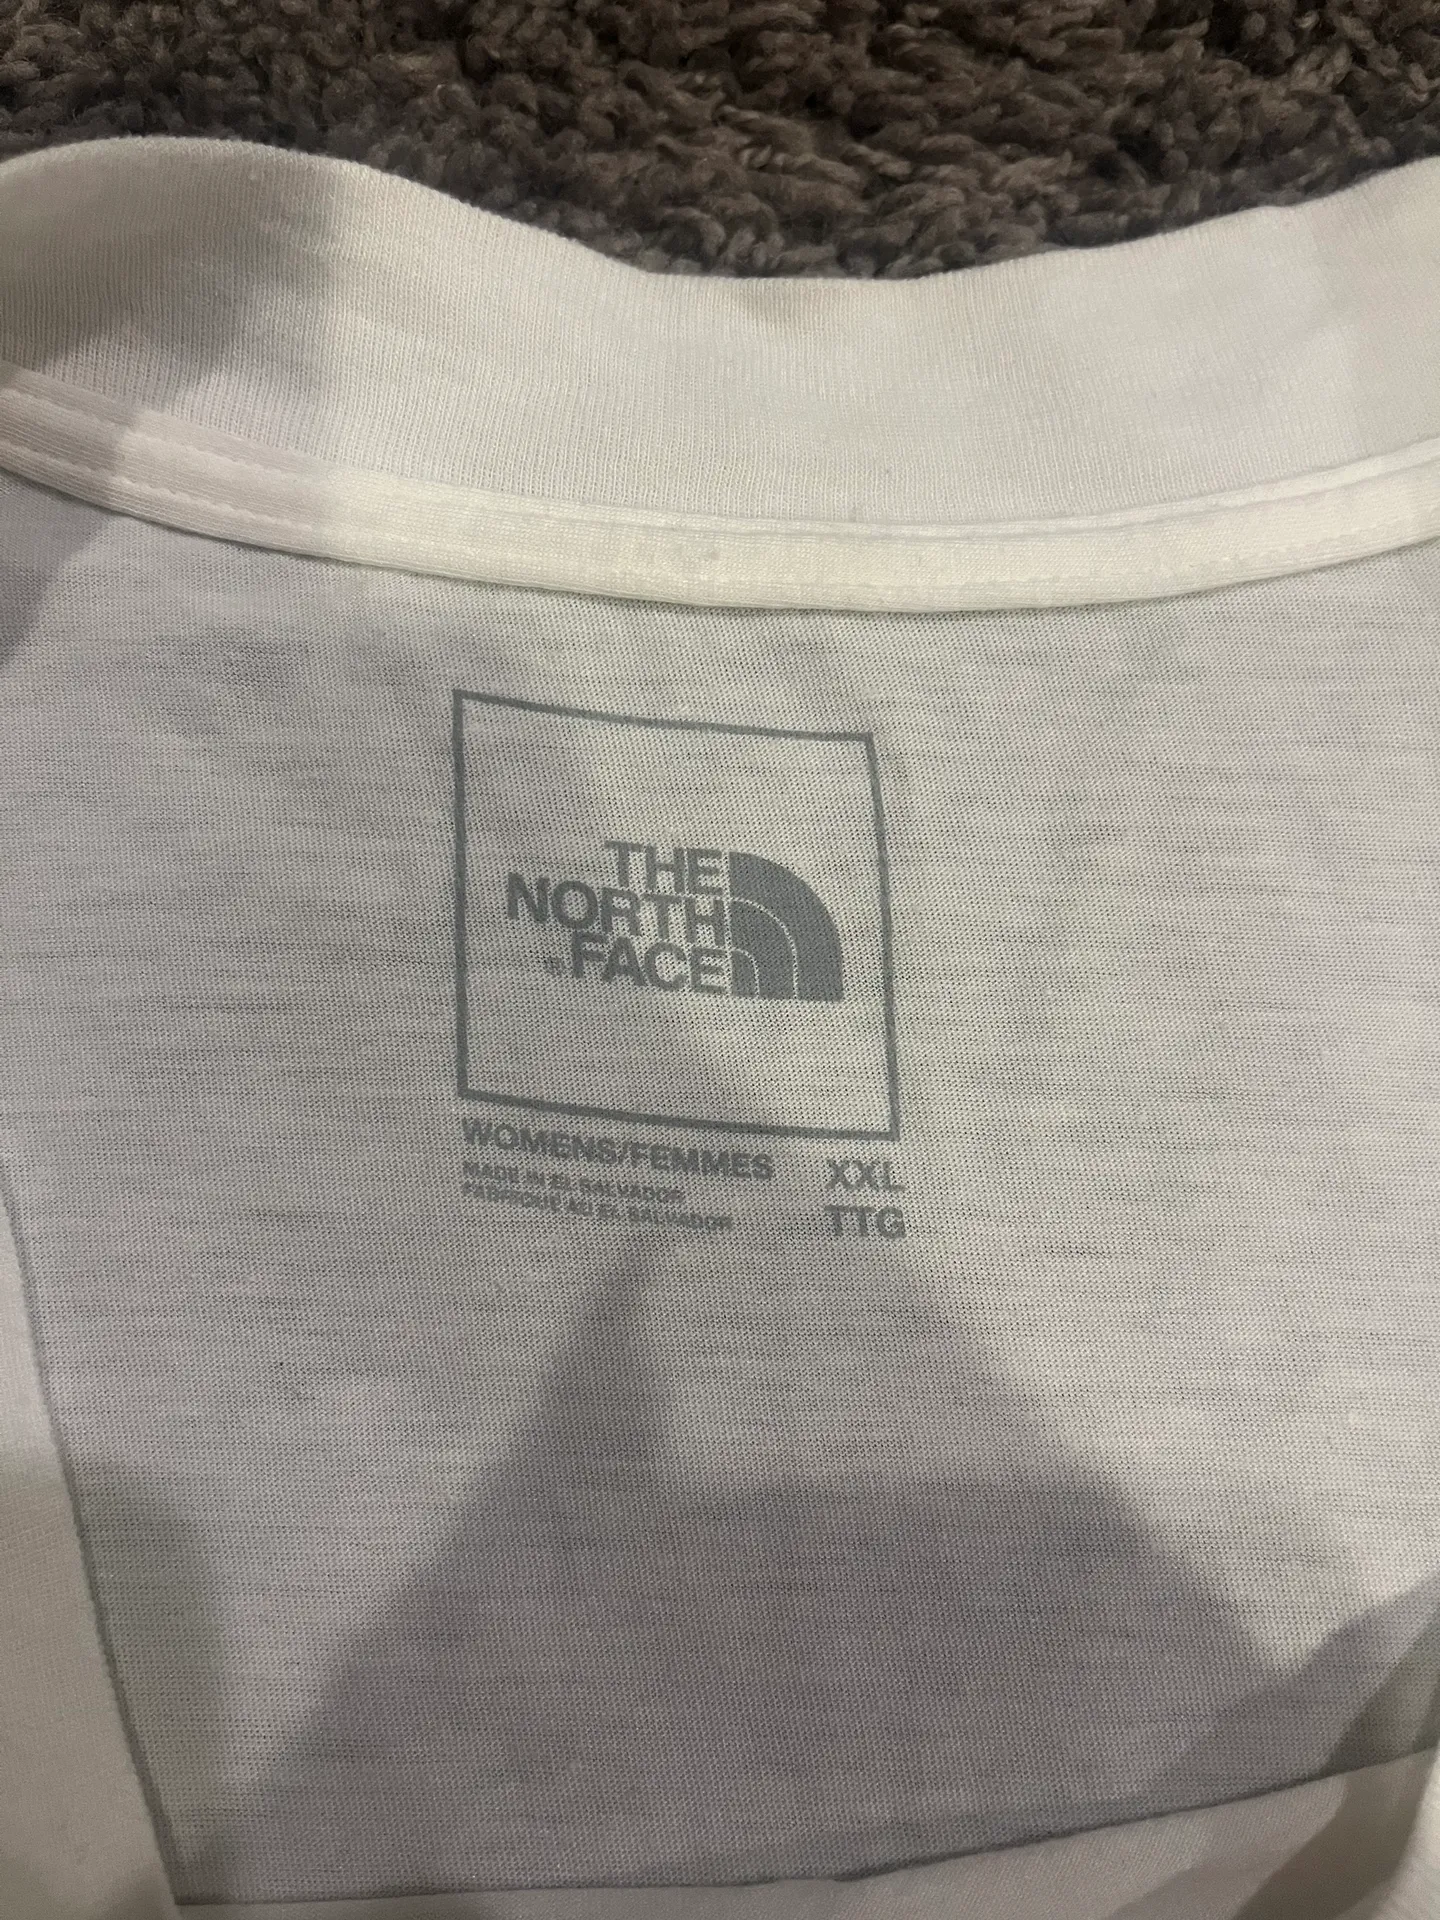 THE
NORTH
FACE
WOMENS/FEMMES XXL
MADE IN EL SALVADOR TTG
FABRIQUÉ AU EL SALVADOR